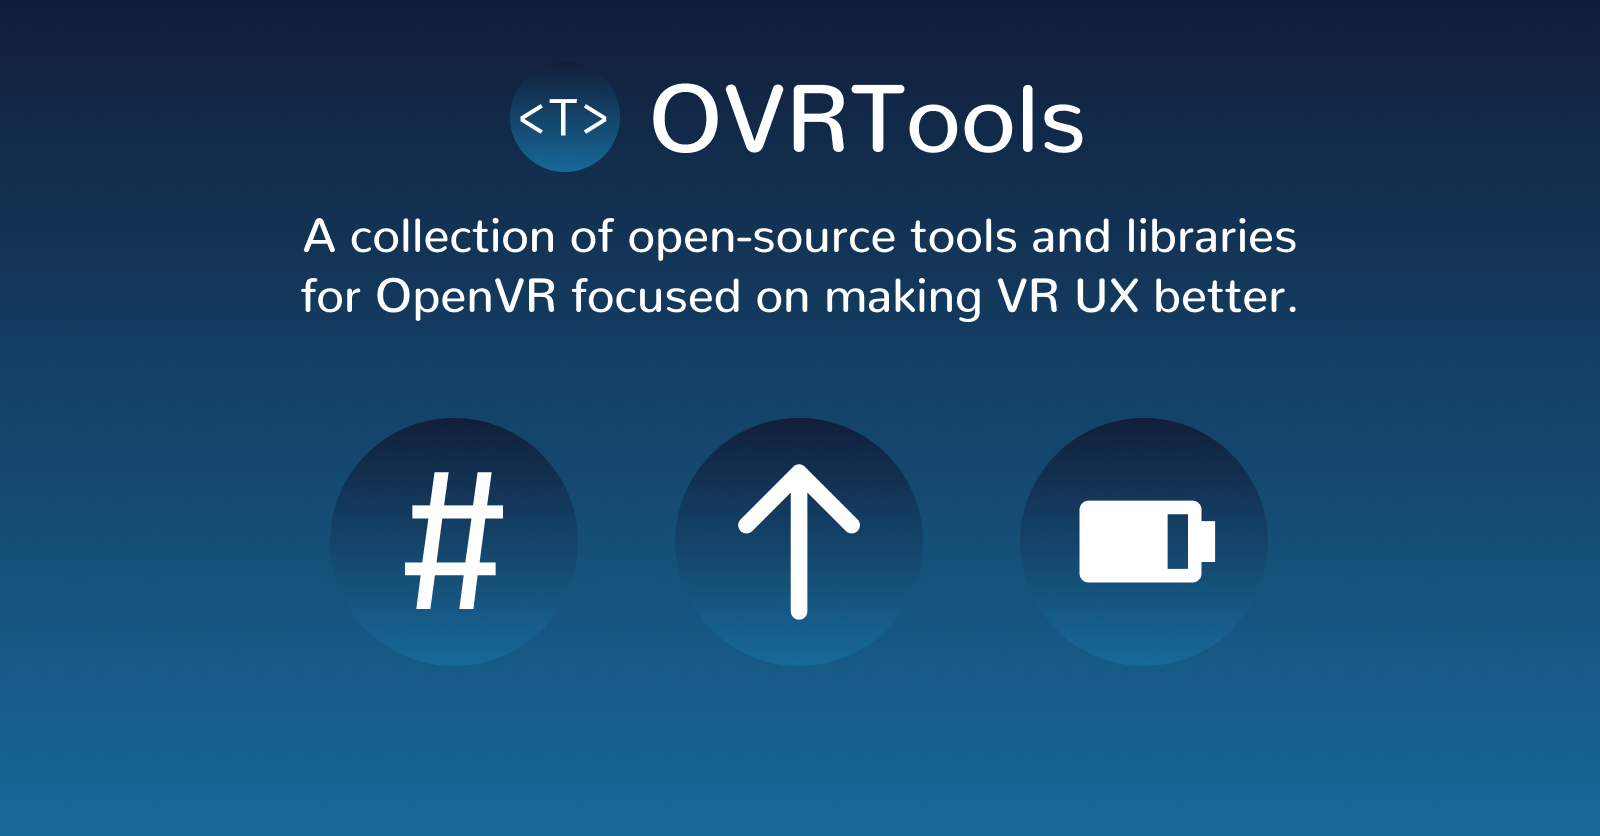 <T> OVRTools
A collection of open-source tools and libraries
for OpenVR focused on making VR UX better.
#